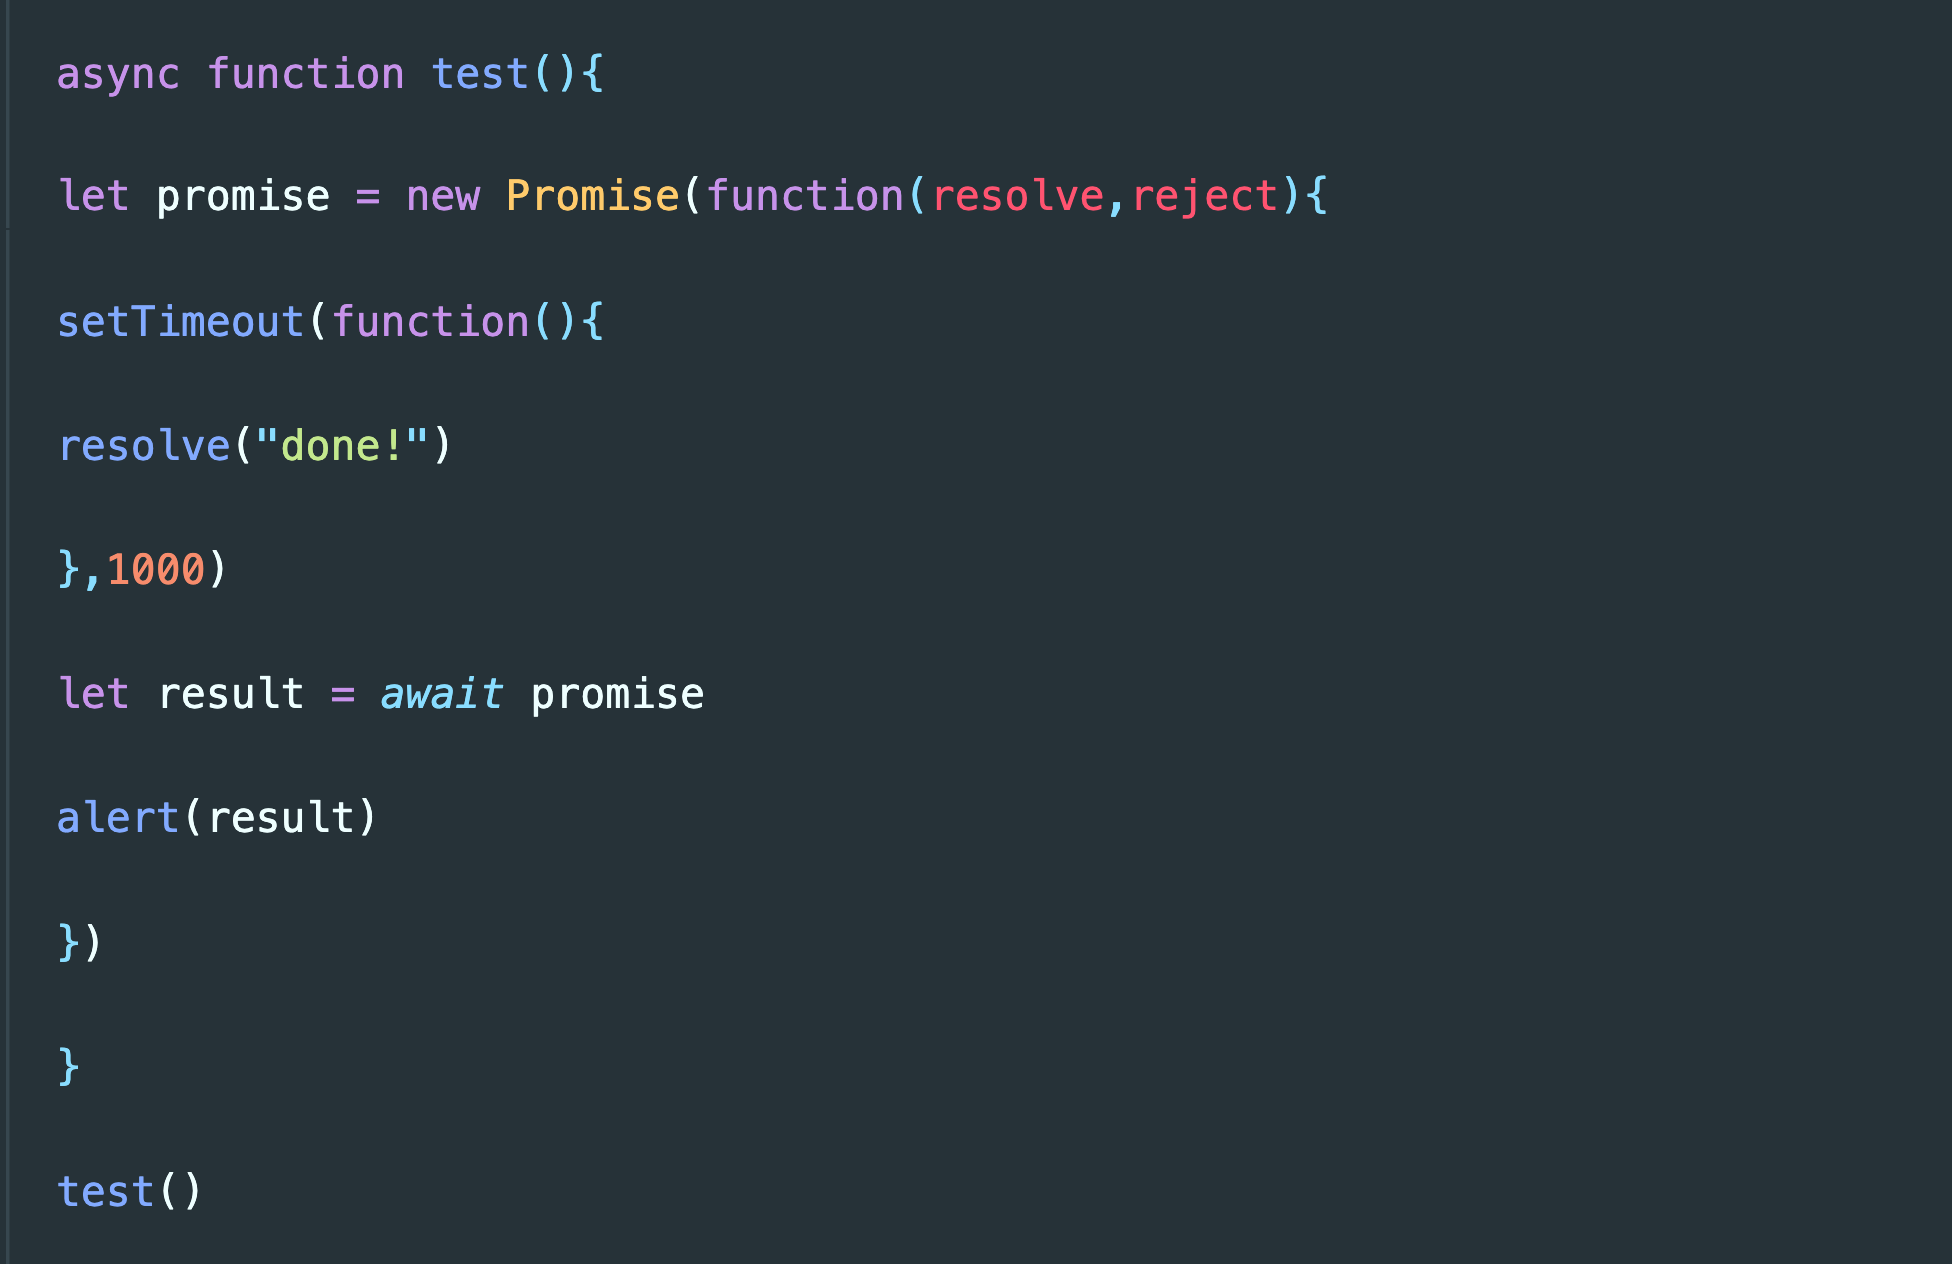 async function test(){
let promise = new Promise(function(resolve,reject){
setTimeout(function(){
resolve("done!")
},1000)
let result = await promise
alert(result)
})
}
test()